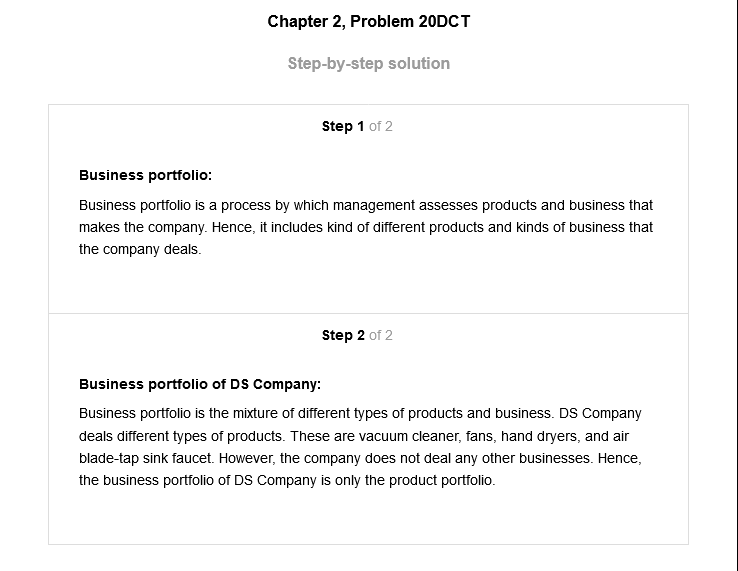 Chapter 2, Problem 20DCT
Step-by-step solution
Step 1 of 2
Business portfolio:
Business portfolio is a process by which management assesses products and business that
makes the company. Hence, it includes kind of different products and kinds of business that
the company deals.
Step 2 of 2
Business portfolio of DS Company:
Business portfolio is the mixture of different types of products and business. DS Company
deals different types of products. These are vacuum cleaner, fans, hand dryers, and air
blade-tap sink faucet. However, the company does not deal any other businesses. Hence,
the business portfolio of DS Company is only the product portfolio.